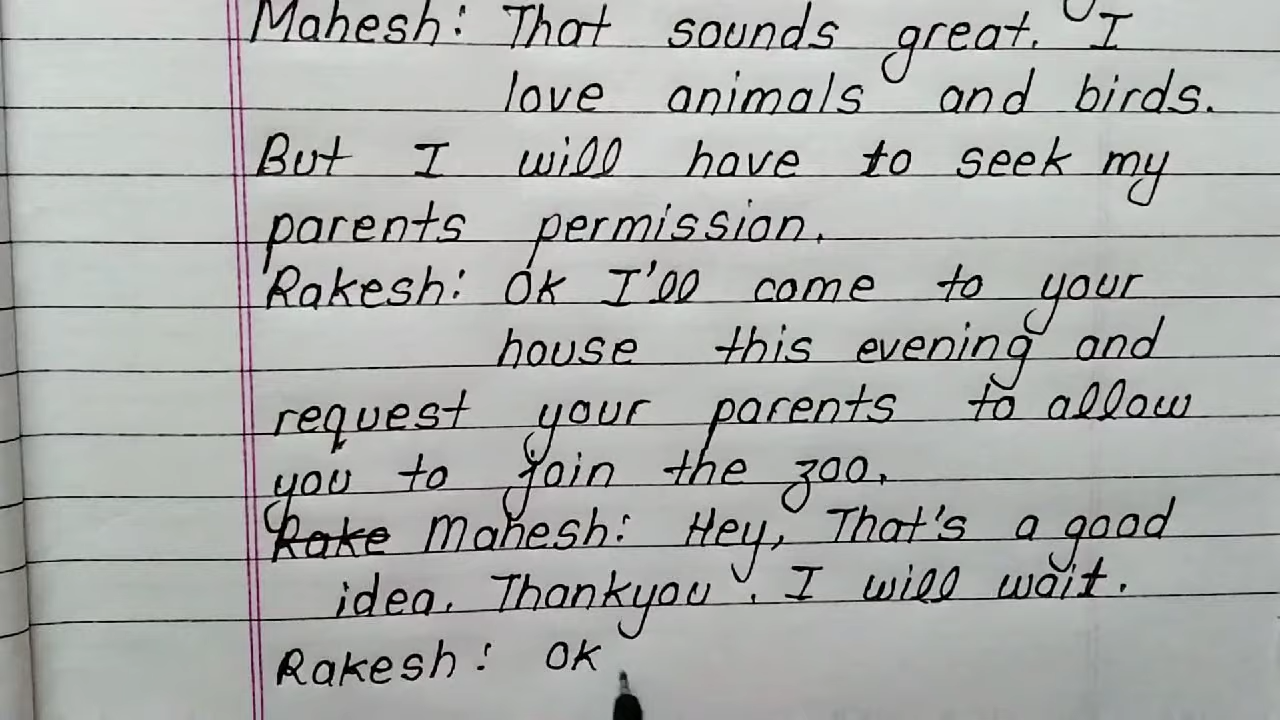 Mahesh: That sounds great. I
love animals and birds.
But I will have to seek my
parents permission.
Rakesh: Ok I'll come to your
house this evening and
request your parents to allow
you to join the zoo.
Rake Mahesh: Hey, That's a good
idea. Thankyou. I will wait.
Rakesh: OK